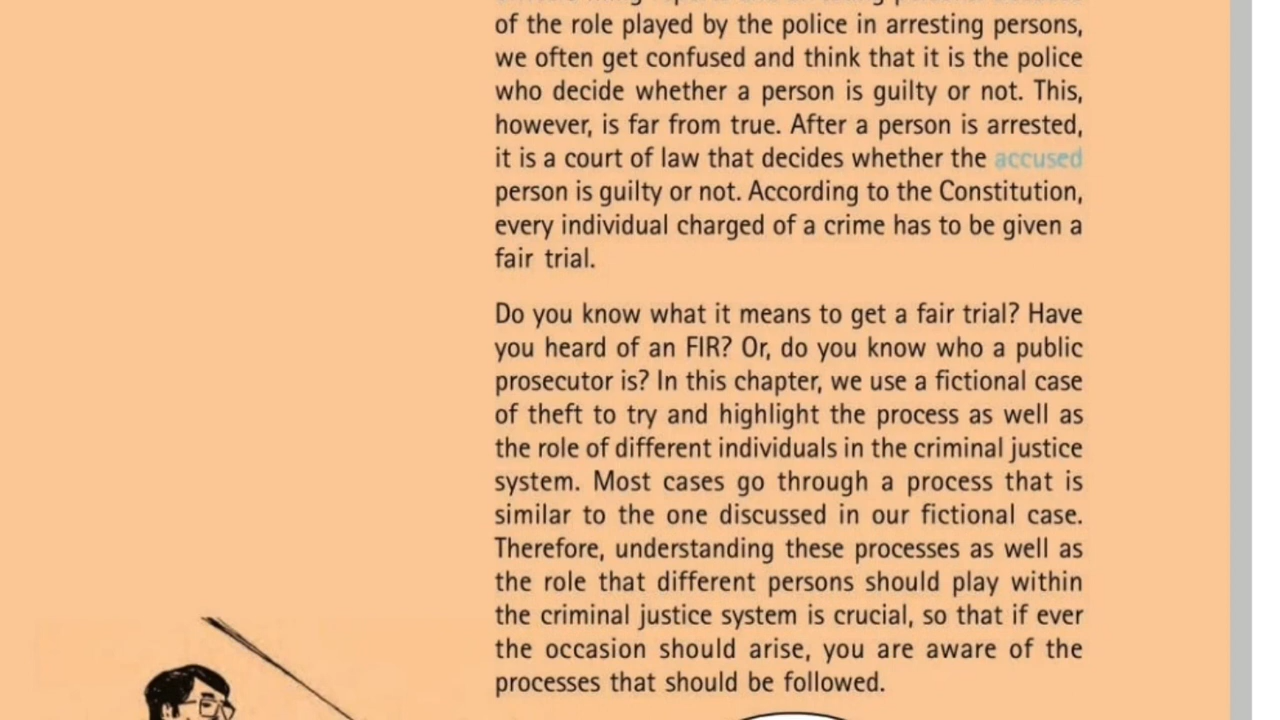 of the role played by the police in arresting persons,
we often get confused and think that it is the police
who decide whether a person is guilty or not. This,
however, is far from true. After a person is arrested,
it is a court of law that decides whether the accused
person is guilty or not. According to the Constitution,
every individual charged of a crime has to be given a
fair trial.
Do you know what it means to get a fair trial? Have
you heard of an FIR? Or, do you know who a public
prosecutor is? In this chapter, we use a fictional case
of theft to try and highlight the process as well as
the role of different individuals in the criminal justice
system. Most cases go through a process that is
similar to the one discussed in our fictional case.
Therefore, understanding these processes as well as
the role that different persons should play within
the criminal justice system is crucial, so that if ever
the occasion should arise, you are aware of the
processes that should be followed.